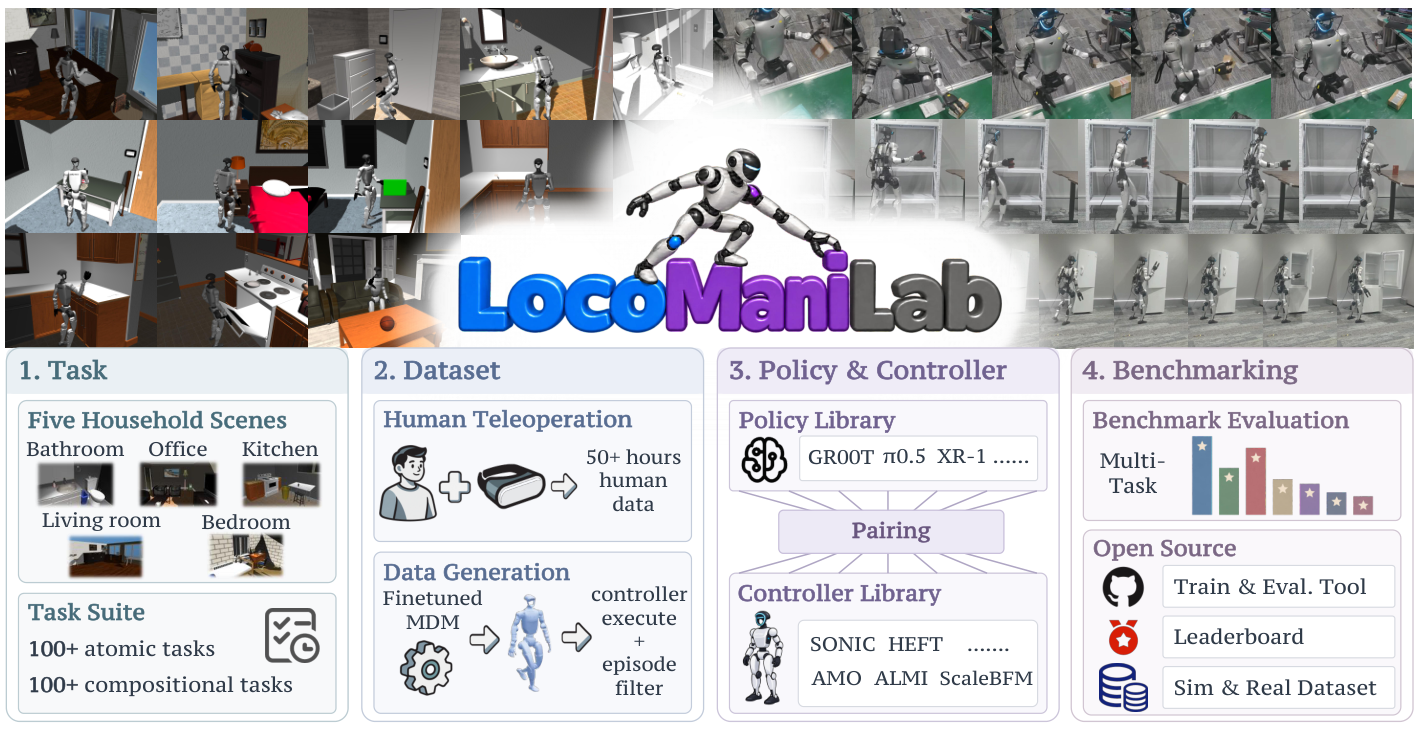 LocoManiLab
1. Task
Five Household Scenes
Bathroom
Office
Kitchen
Living room
Bedroom
Task Suite
100+ atomic tasks
100+ compositional tasks
2. Dataset
Human Teleoperation
50+ hours
human
data
Data Generation
Finetuned
MDM
controller
execute
+
episode
filter
3. Policy & Controller
Policy Library
GR00T π0.5 XR-1 ......
Pairing
Controller Library
SONIC HEFT .......
AMO ALMI ScaleBFM
4. Benchmarking
Benchmark Evaluation
Multi-
Task
Open Source
Train & Eval. Tool
Leaderboard
Sim & Real Dataset